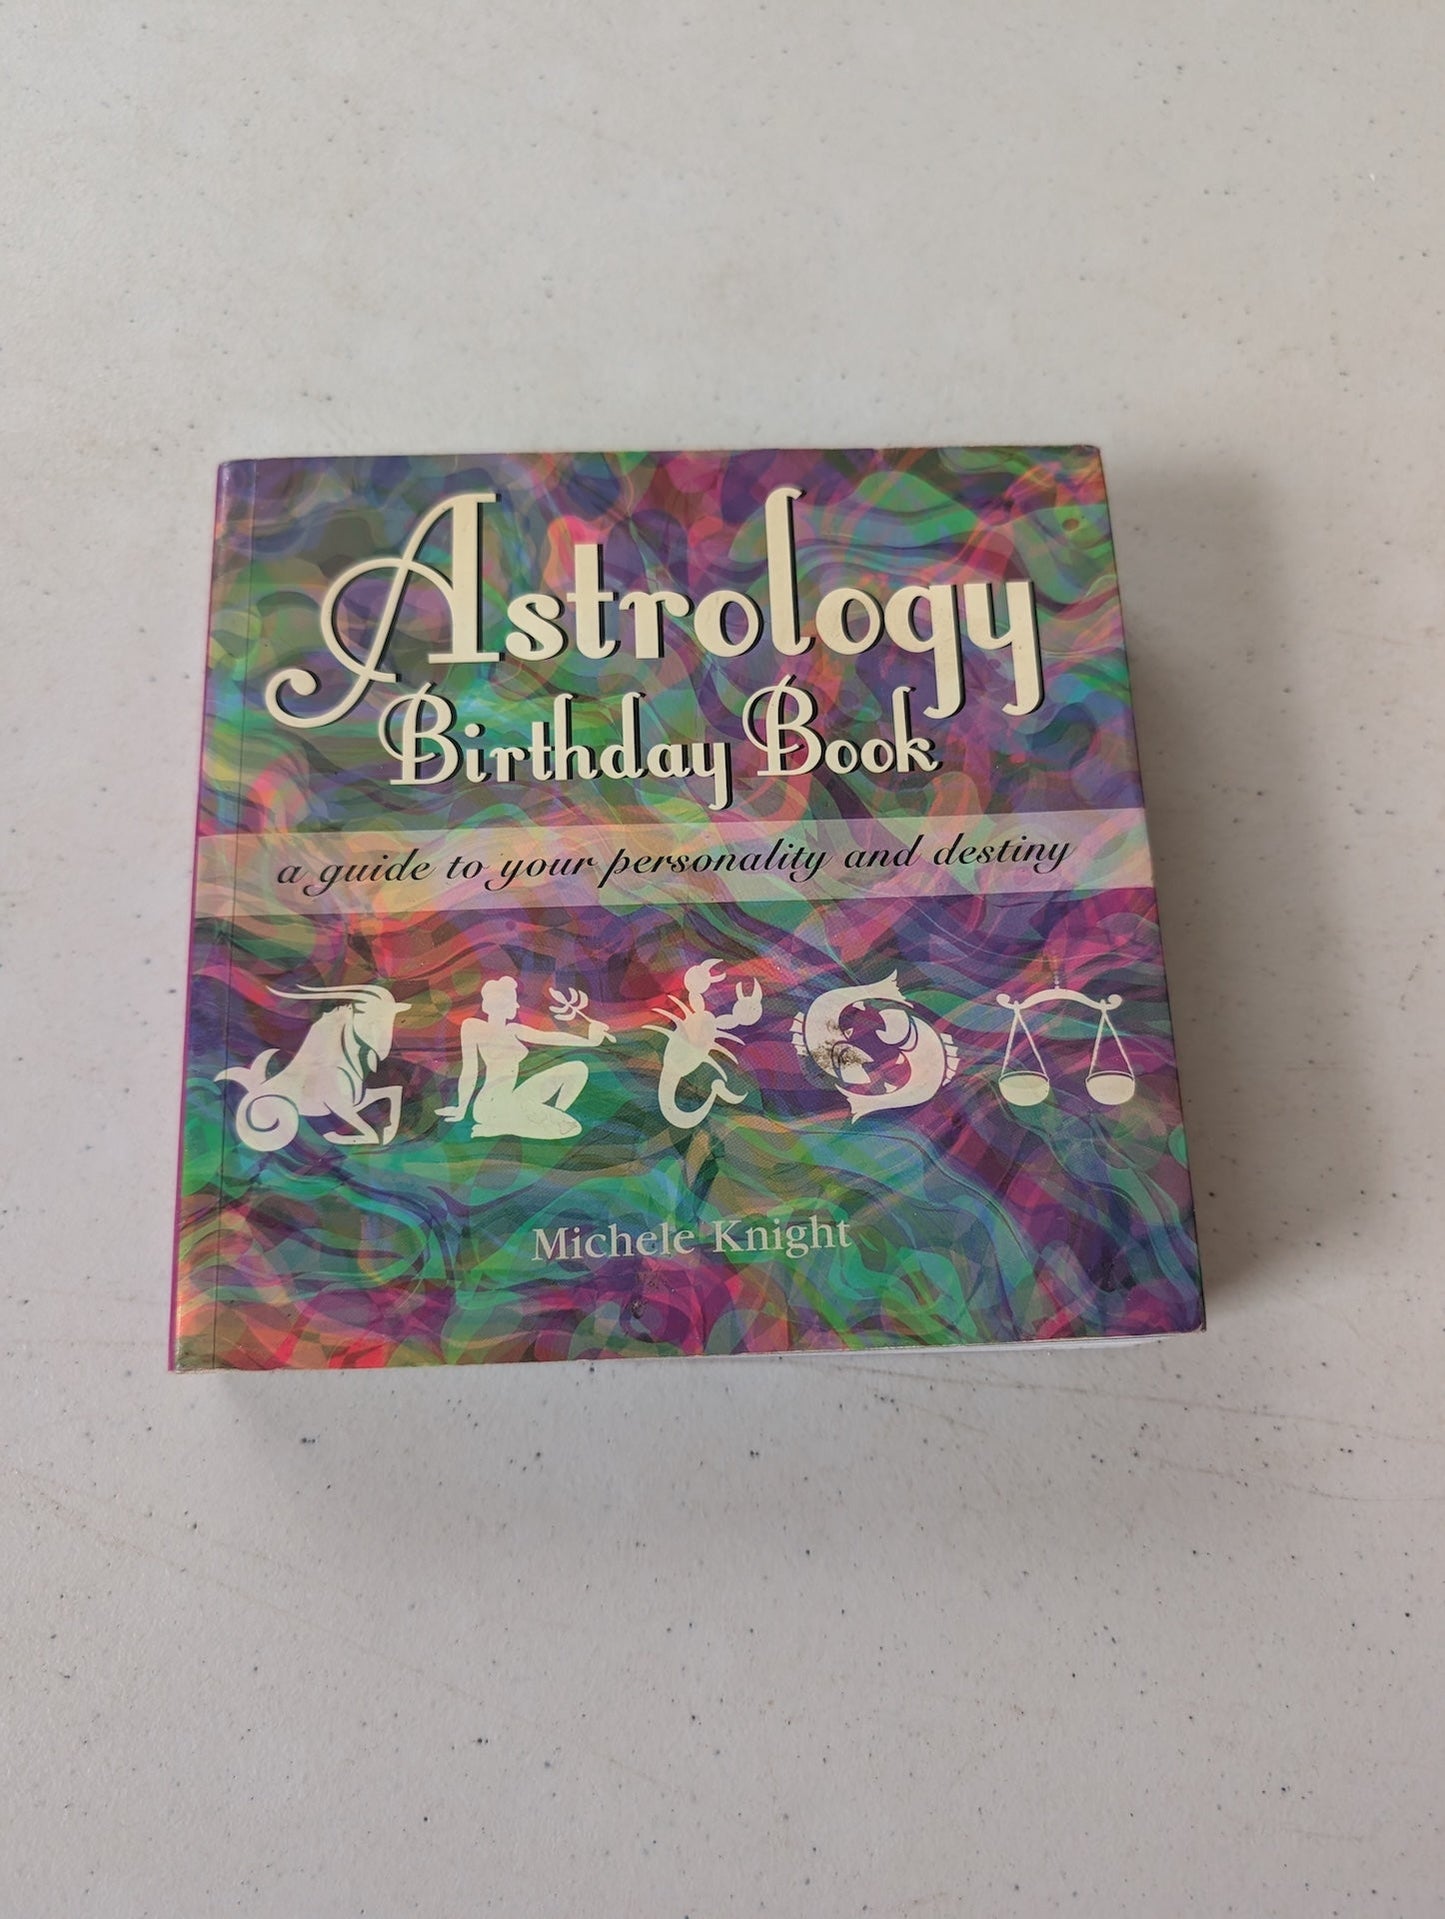 Astrology
Birthday Book
a guide to your personality and destiny
Michele Knight